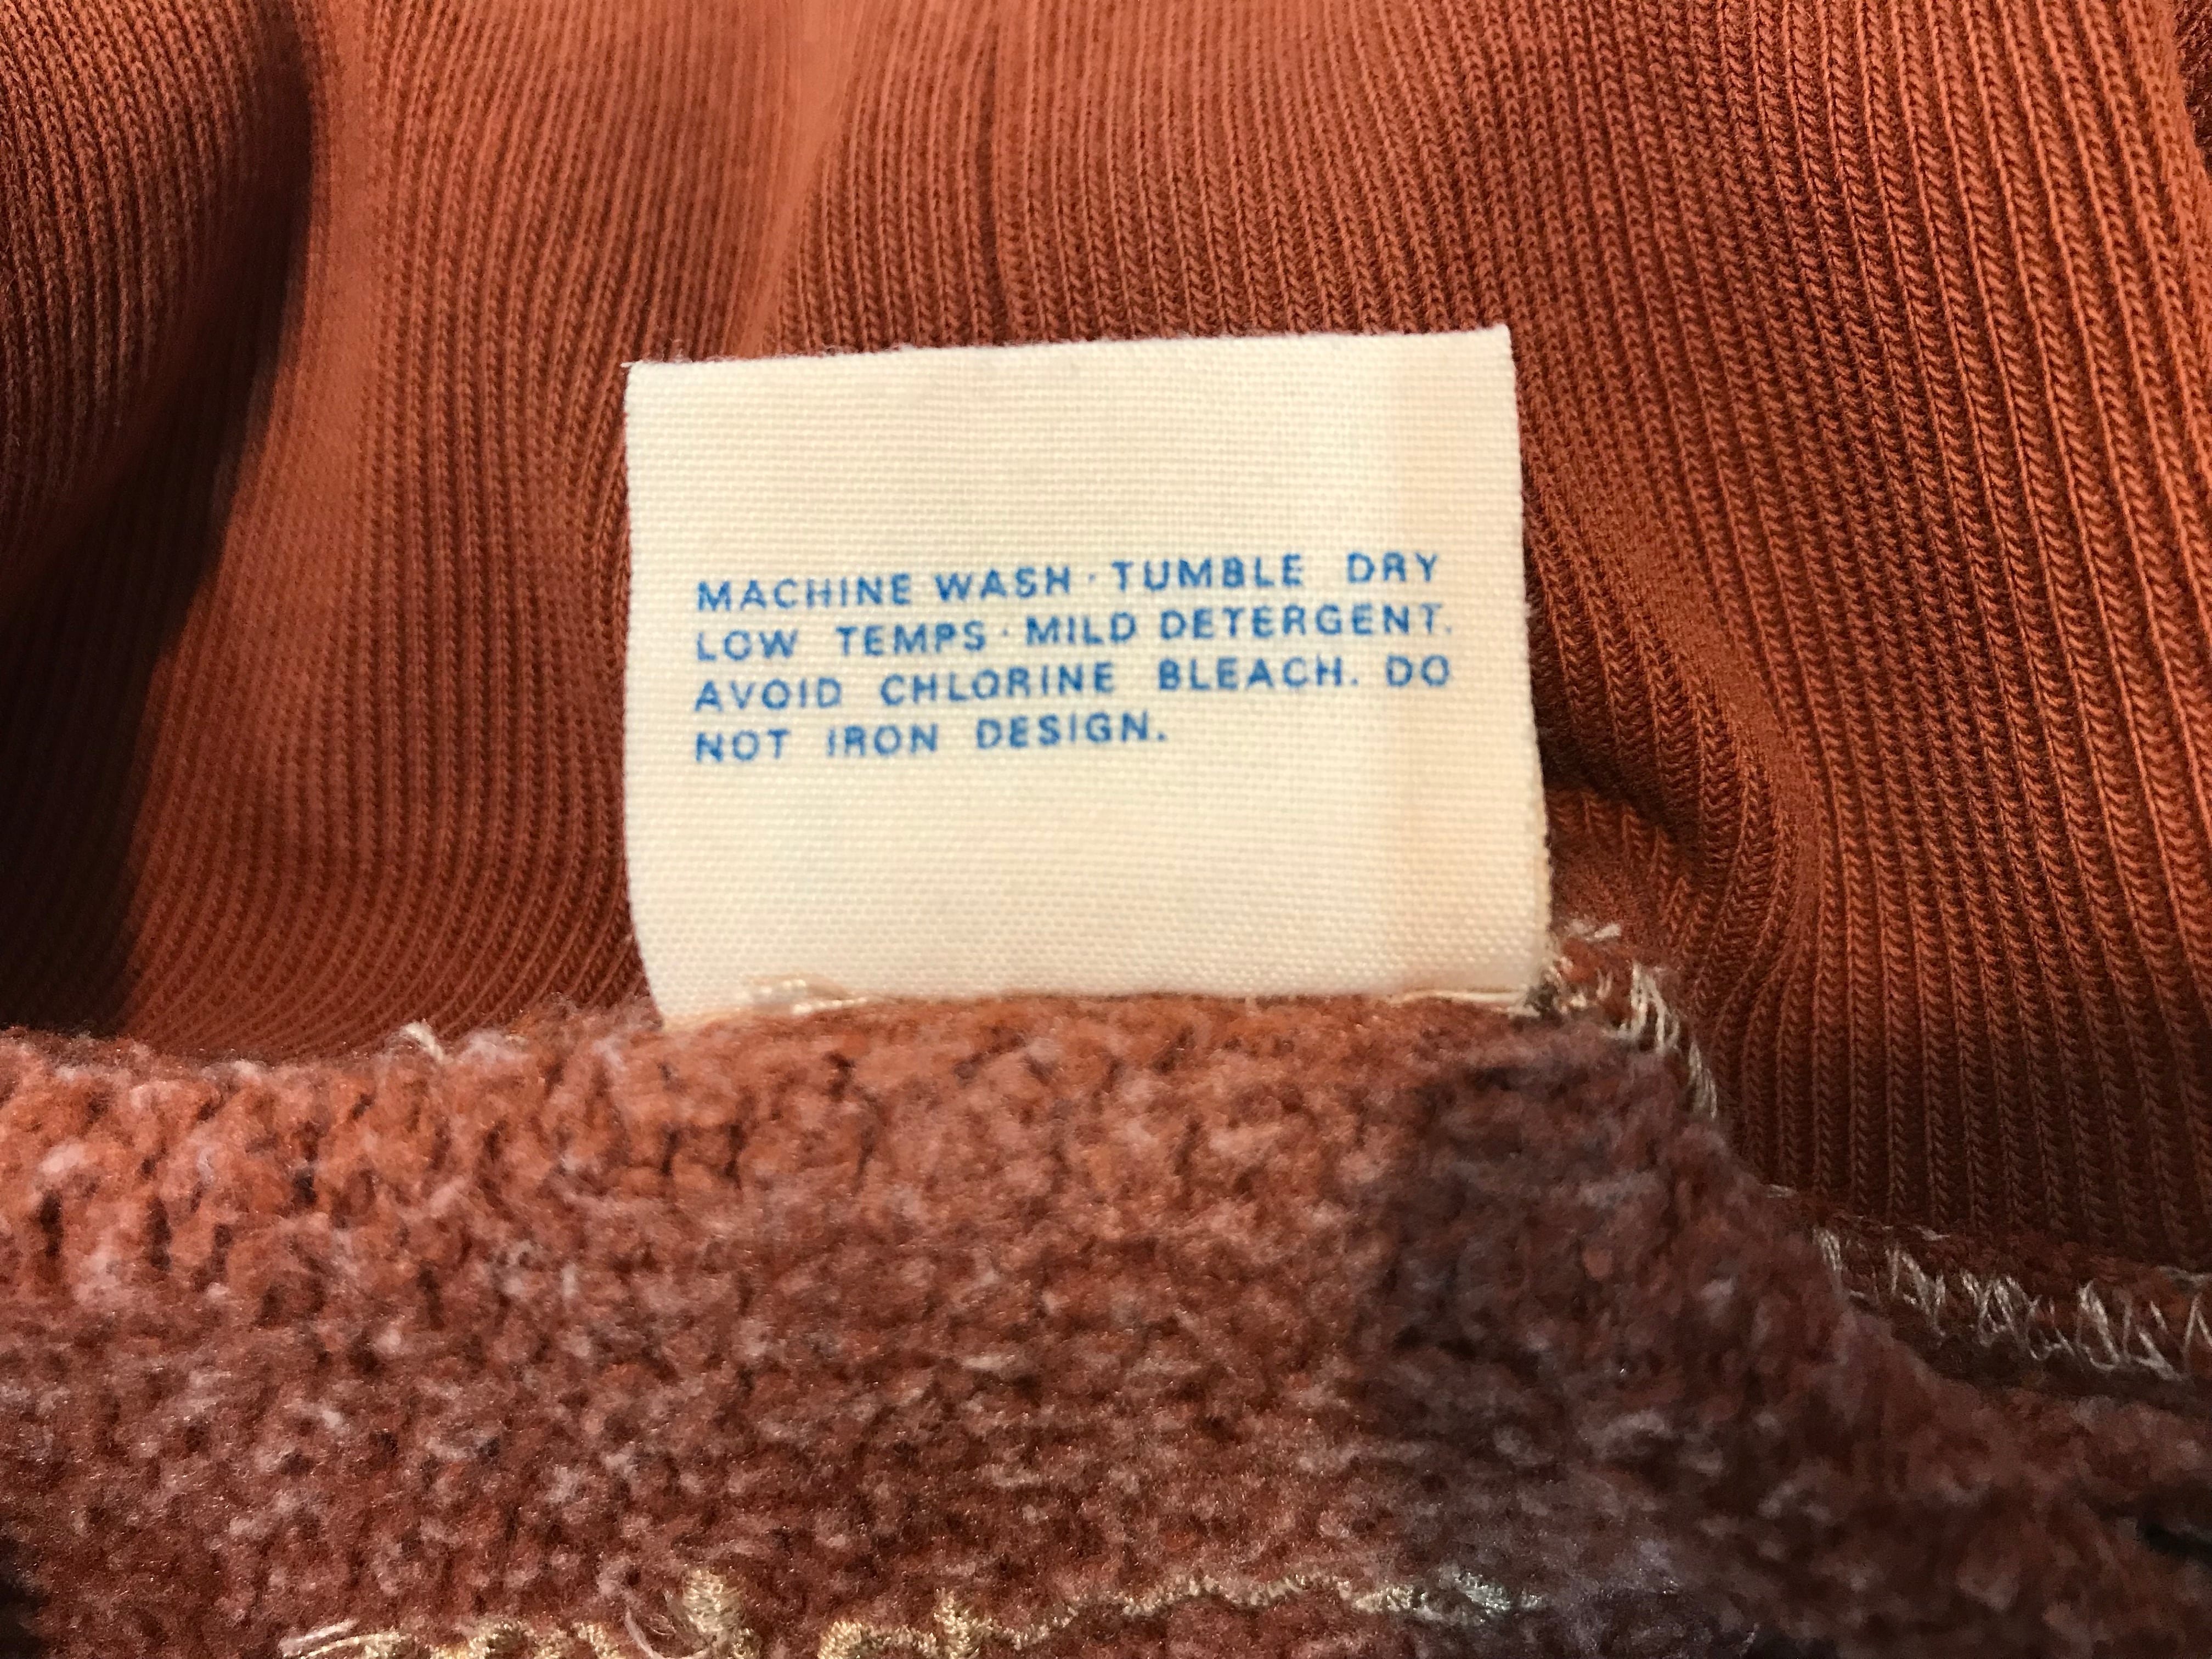 MACHINE WASH · TUMBLE DRY
LOW TEMPS · MILD DETERGENT.
AVOID CHLORINE BLEACH. DO
NOT IRON DESIGN.